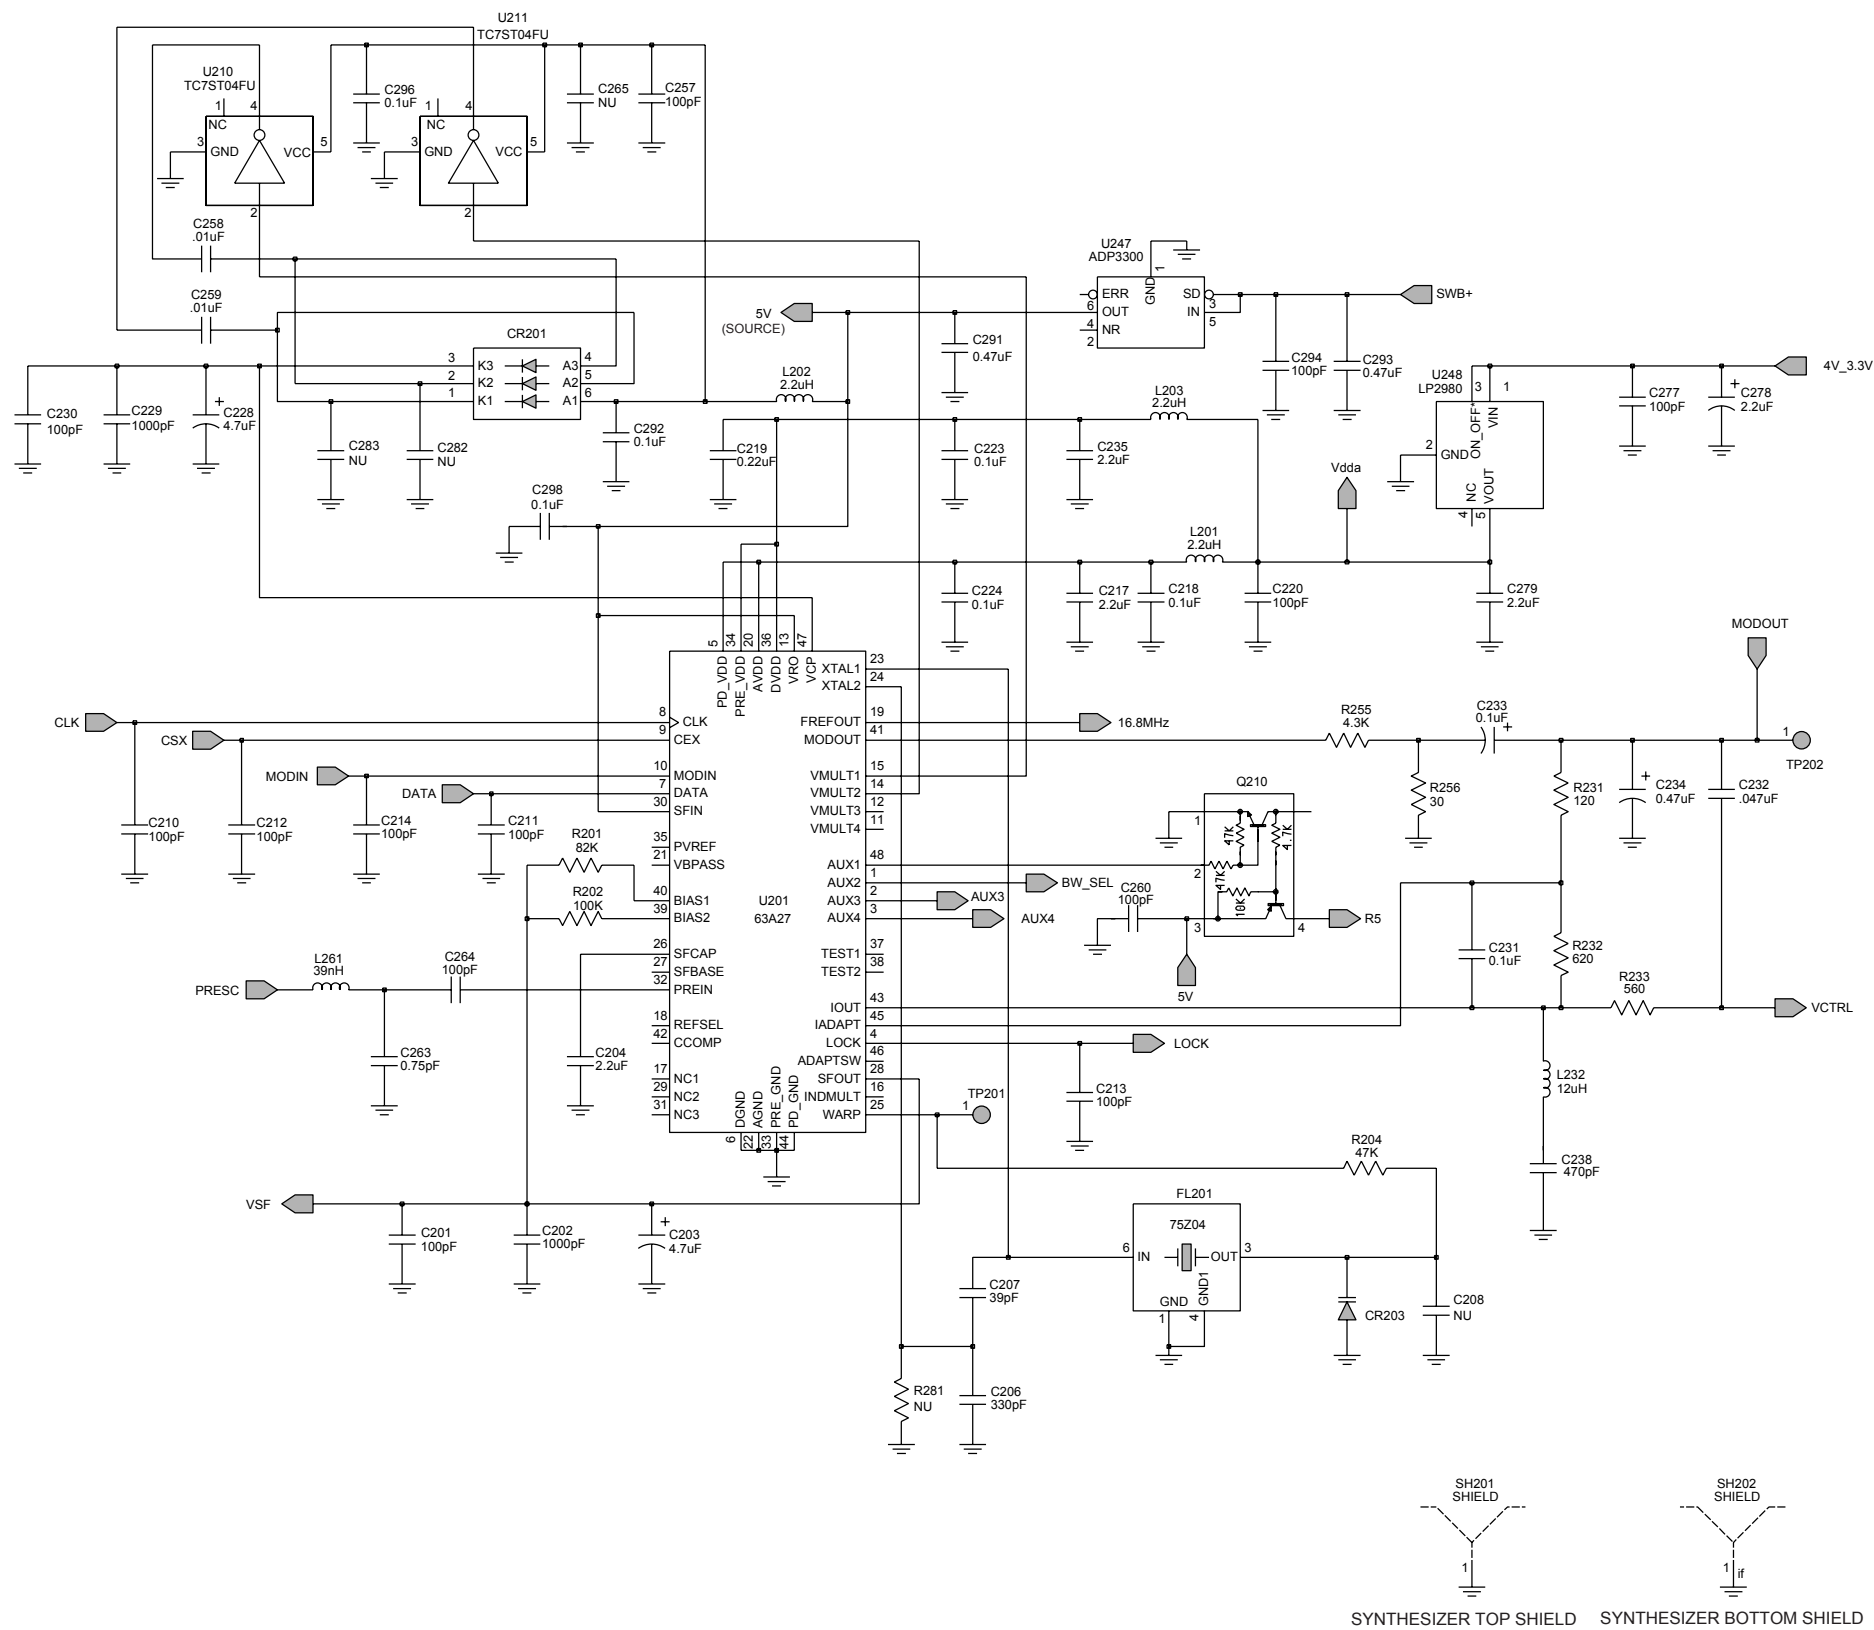 U211
TC7ST04FU
U210
TC7ST04FU
1
4
NC
3
GND
VCC
5
2
C296
0.1uF
1
4
NC
3
GND
VCC
5
2
C265
NU
C257
100pF
C258
.01uF
C259
.01uF
CR201
3
K3
A3
4
2
K2
A2
5
1
K1
A1
6
C230
100pF
C229
1000pF
+
C228
4.7uF
C283
NU
C282
NU
C292
0.1uF
L202
2.2uH
5V
(SOURCE)
C291
0.47uF
U247
ADP3300
1
GND
ERR
SD
6
OUT
3
IN
5
4
NR
2
SWB+
C294
100pF
C293
0.47uF
U248
LP2980
3
1
ON_OFF*
VIN
2
GND
NC
VOUT
4
5
4V_3.3V
C277
100pF
+
C278
2.2uF
L203
2.2uH
C219
0.22uF
C223
0.1uF
C235
2.2uF
Vdda
C298
0.1uF
L201
2.2uH
C224
0.1uF
C217
2.2uF
C218
0.1uF
C220
100pF
C279
2.2uF
MODOUT
5
34
20
36
13
47
PD_VDD
PRE_VDD
AVDD
DVDD
VRO
VCP
XTAL1
23
XTAL2
24
CLK
8
CLK
FREFOUT
19
16.8MHz
CSX
9
CEX
MODOUT
41
R255
4.3K
C233
0.1uF
+
1
TP202
MODIN
10
MODIN
VMULT1
15
DATA
7
DATA
VMULT2
14
30
SFIN
VMULT3
12
VMULT4
11
C210
100pF
C212
100pF
C214
100pF
C211
100pF
R256
30
R231
120
+
C234
0.47uF
C232
.047uF
Q210
1
47K
4.7K
2
47K
10K
3
4
R5
C260
100pF
5V
R201
82K
R202
100K
35
PVREF
21
VBPASS
40
BIAS1
39
BIAS2
U201
63A27
AUX1
48
AUX2
1
BW_SEL
AUX3
2
AUX3
AUX4
3
AUX4
TEST1
37
TEST2
38
26
SFCAP
27
SFBASE
32
PREIN
PRESC
L261
39nH
C264
100pF
C263
0.75pF
C204
2.2uF
18
REFSEL
42
CCOMP
17
NC1
29
NC2
31
NC3
IOUT
43
IADAPT
45
LOCK
4
LOCK
ADAPTSW
46
SFOUT
28
INDMULT
16
WARP
25
DGND
AGND
PRE_GND
PD_GND
6
22
33
44
1
TP201
C213
100pF
C231
0.1uF
R232
620
R233
560
VCTRL
L232
12uH
C238
470pF
R204
47K
VSF
C201
100pF
C202
1000pF
+
C203
4.7uF
FL201
75Z04
6
IN
OUT
3
GND
GND1
1
4
C207
39pF
CR203
C208
NU
R281
NU
C206
330pF
SH201
SHIELD
1
SH202
SHIELD
1
if
SYNTHESIZER TOP SHIELD
SYNTHESIZER BOTTOM SHIELD